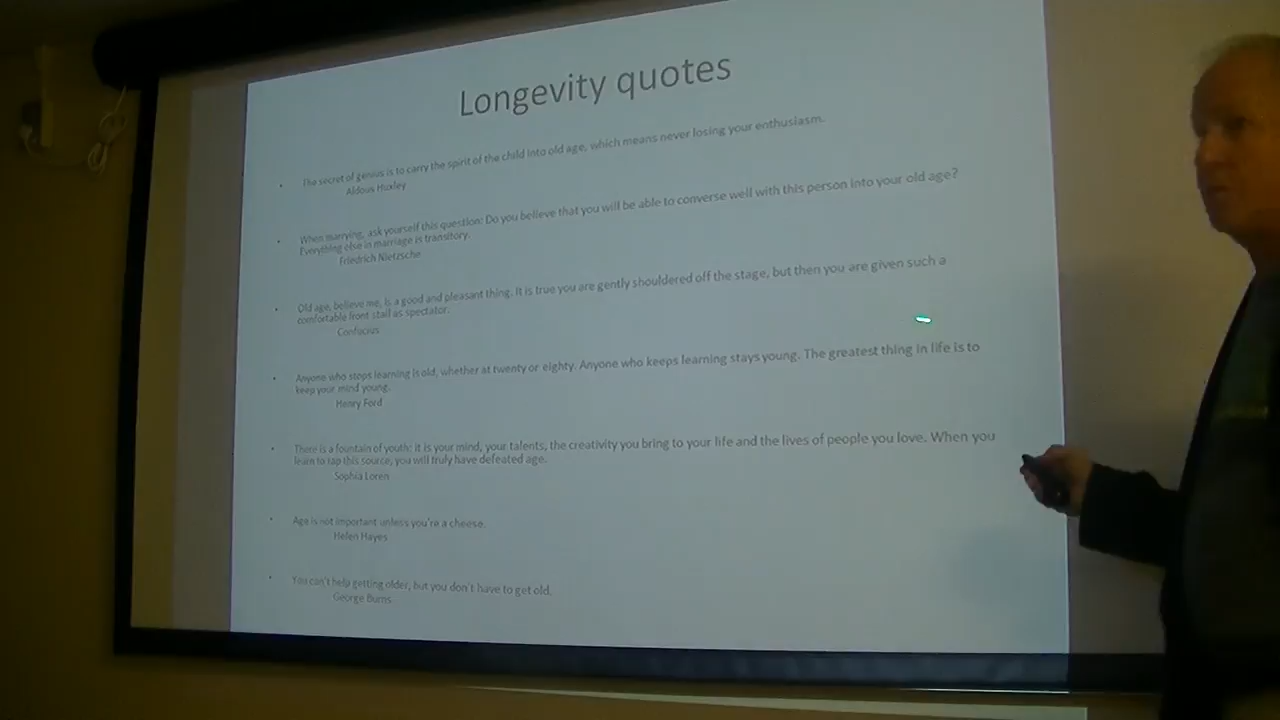 Longevity quotes
• The secret of genius is to carry the spirit of the child into old age, which means never losing your enthusiasm.
Aldous Huxley
• When marrying, ask yourself this question: Do you believe that you will be able to converse well with this person into your old age?
Everything else in marriage is transitory.
Friedrich Nietzsche
• Old age, believe me, is a good and pleasant thing. It is true you are gently shouldered off the stage, but then you are given such a
comfortable front stall as spectator.
Confucius
• Anyone who stops learning is old, whether at twenty or eighty. Anyone who keeps learning stays young. The greatest thing in life is to
keep your mind young.
Henry Ford
• There is a fountain of youth: it is your mind, your talents, the creativity you bring to your life and the lives of people you love. When you
learn to tap this source, you will truly have defeated age.
Sophia Loren
• Age is not important unless you're a cheese.
Helen Hayes
• You can't help getting older, but you don't have to get old.
George Burns